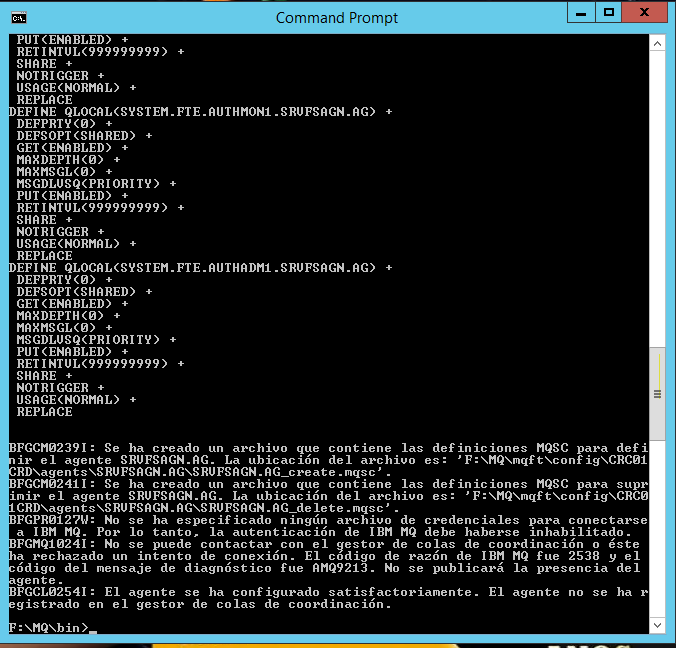 Command Prompt
PUT(ENABLED) +
RETINTVL(999999999) +
SHARE +
NOTRIGGER +
USAGE(NORMAL) +
REPLACE
DEFINE QLOCAL(SYSTEM.FTE.AUTHMON1.SRVFSAGN.AG) +
DEFPRTY(0) +
DEFSOPT(SHARED) +
GET(ENABLED) +
MAXDEPTH(0) +
MAXMSGL(0) +
MSGDLVSQ(PRIORITY) +
PUT(ENABLED) +
RETINTVL(999999999) +
SHARE +
NOTRIGGER +
USAGE(NORMAL) +
REPLACE
DEFINE QLOCAL(SYSTEM.FTE.AUTHADM1.SRVFSAGN.AG) +
DEFPRTY(0) +
DEFSOPT(SHARED) +
GET(ENABLED) +
MAXDEPTH(0) +
MAXMSGL(0) +
MSGDLVSQ(PRIORITY) +
PUT(ENABLED) +
RETINTVL(999999999) +
SHARE +
NOTRIGGER +
USAGE(NORMAL) +
REPLACE
BFGCM0239I: Se ha creado un archivo que contiene las definiciones MQSC para defi
nir el agente SRVFSAGN.AG. La ubicación del archivo es: 'F:\MQ\mqft\config\CRC01
CRD\agents\SRVFSAGN.AG\SRVFSAGN.AG_create.mqsc'.
BFGCM0241I: Se ha creado un archivo que contiene las definiciones MQSC para supr
imir el agente SRVFSAGN.AG. La ubicación del archivo es: 'F:\MQ\mqft\config\CRC0
1CRD\agents\SRVFSAGN.AG\SRVFSAGN.AG_delete.mqsc'.
BFGPR0127W: No se ha especificado ningún archivo de credenciales para conectarse
a IBM MQ. Por lo tanto, la autenticación de IBM MQ debe haberse inhabilitado.
BFGMQ1024I: No se puede contactar con el gestor de colas de coordinación o éste
ha rechazado un intento de conexión. El código de razón de IBM MQ fue 2538 y el
código del mensaje de diagnóstico fue AMQ9213. No se publicará la presencia del
agente.
BFGCL0254I: El agente se ha configurado satisfactoriamente. El agente no se ha r
egistrado en el gestor de colas de coordinación.
F:\MQ\bin>_